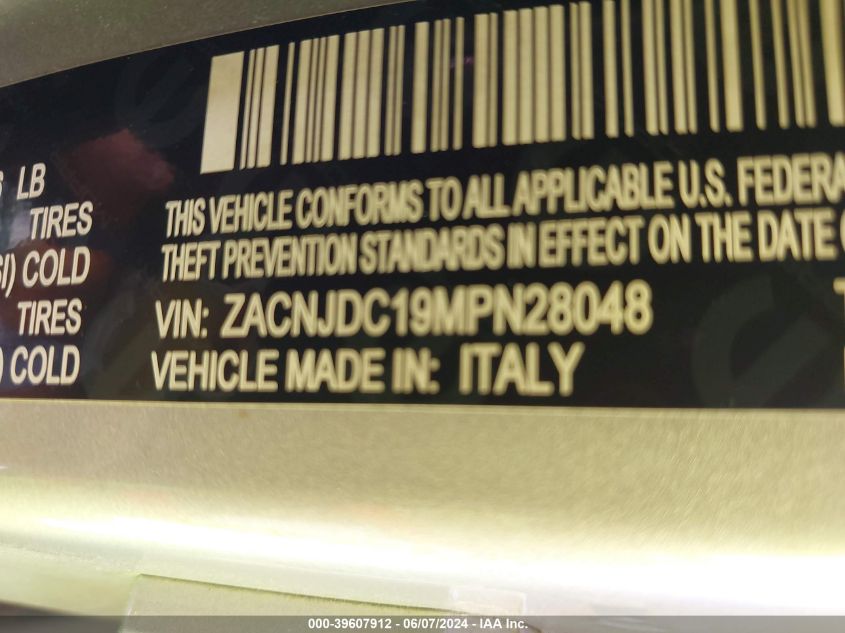 LB
TIRES
COLD
TIRES
COLD
THIS VEHICLE CONFORMS TO ALL APPLICABLE U.S. FEDERA
THEFT PREVENTION STANDARDS IN EFFECT ON THE DATE
VIN: ZACNJDC19MPN28048
VEHICLE MADE IN: ITALY
000-39607912 - 06/07/2024 - IAA Inc.